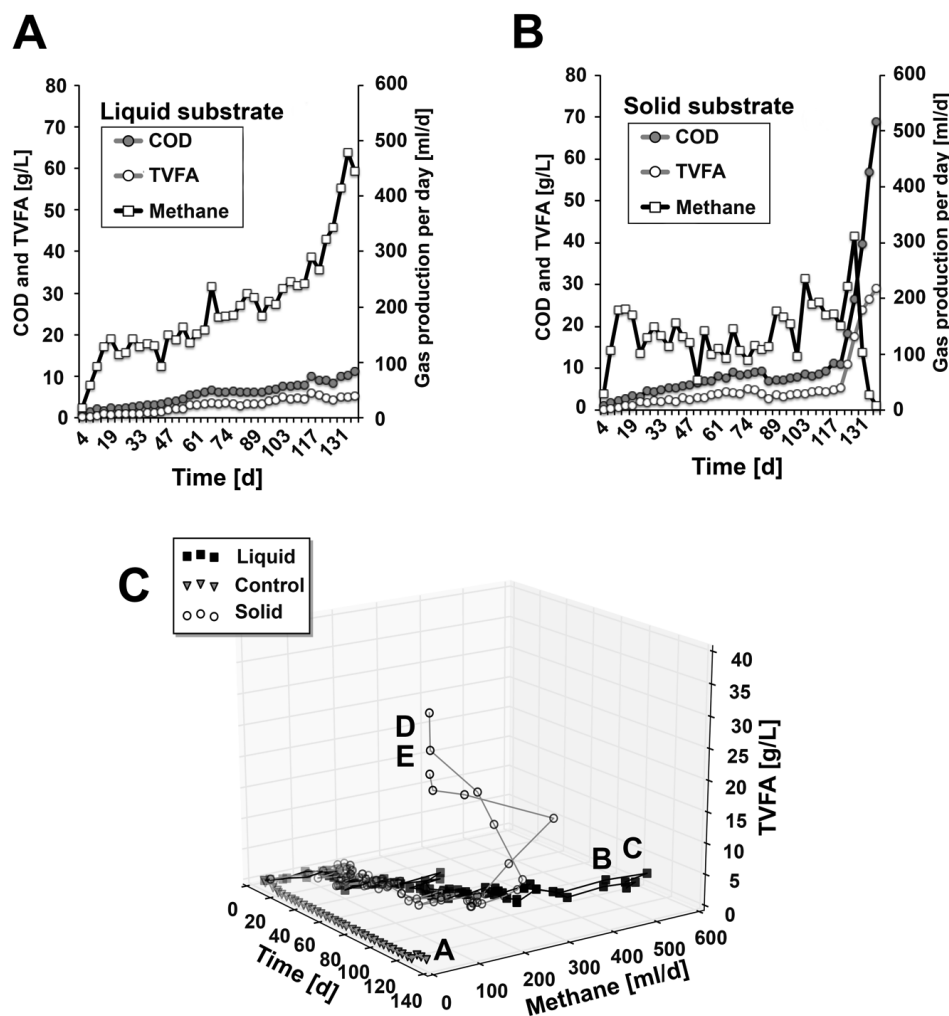 A
80
70
60
50
40
30
20
10
0
COD and TVFA [g/L]
Liquid substrate
COD
TVFA
Methane
600
500
400
300
200
100
0
Gas production per day [ml/d]
4
19
33
47
61
74
89
103
117
131
Time [d]
B
80
70
60
50
40
30
20
10
0
COD and TVFA [g/L]
Solid substrate
COD
TVFA
Methane
600
500
400
300
200
100
0
Gas production per day [ml/d]
4
19
33
47
61
74
89
103
117
131
Time [d]
C
Liquid
Control
Solid
D
E
B
C
A
40
35
30
25
20
15
10
5
0
TVFA [g/L]
0
20
40
60
80
100
120
140
Time [d]
0
100
200
300
400
500
600
Methane [ml/d]